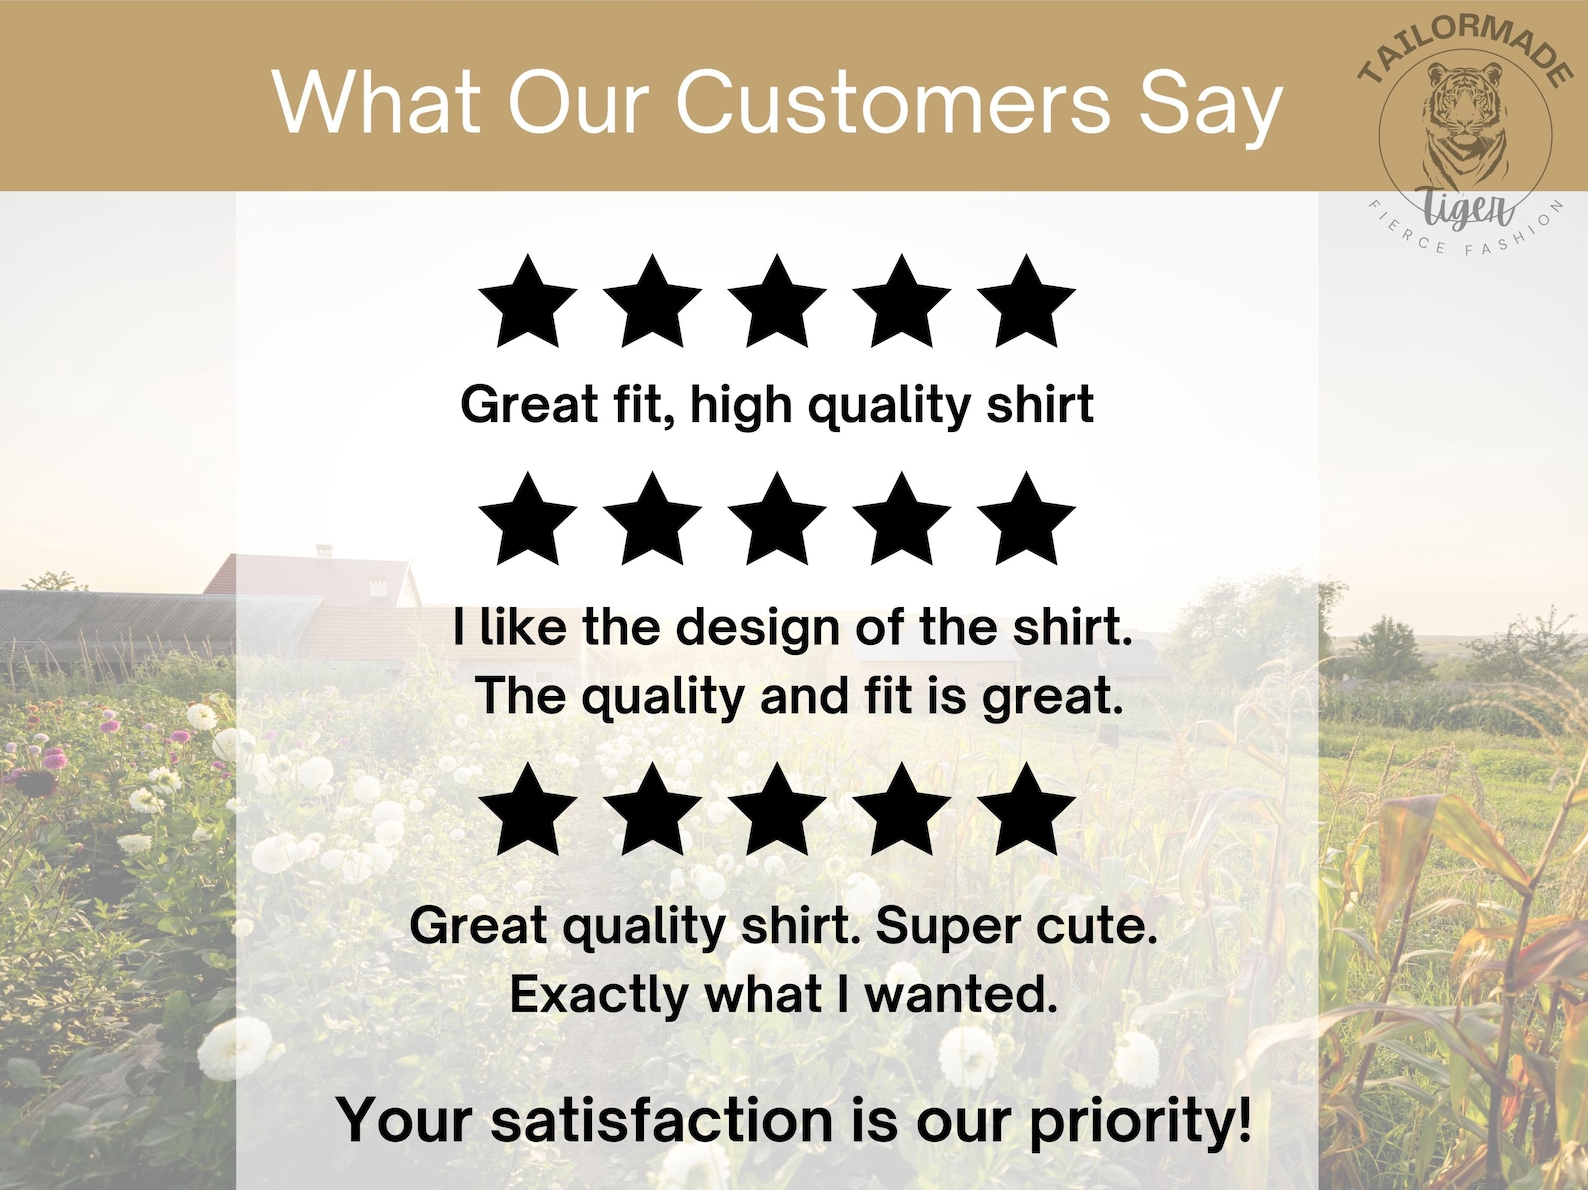 What Our Customers Say
TAILORMADE
Tiger
FIERCE FASHION
Great fit, high quality shirt
I like the design of the shirt.
The quality and fit is great.
Great quality shirt. Super cute.
Exactly what I wanted.
Your satisfaction is our priority!